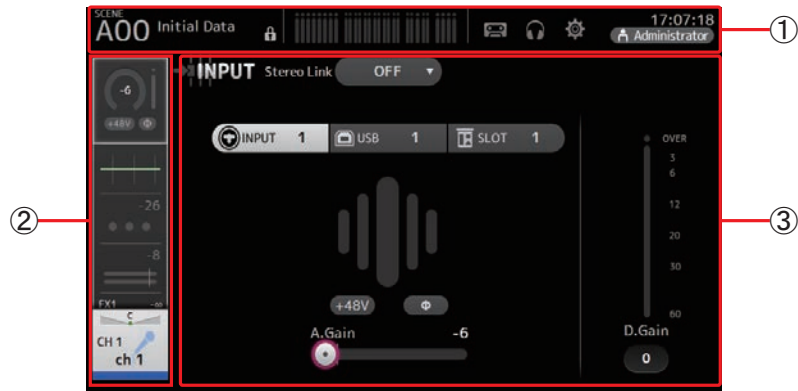 SCENE
A00 Initial Data
17:07:18
Administrator
①
INPUT Stereo Link OFF
-6
+48V Φ
INPUT 1 USB 1 SLOT 1
OVER
3
6
12
20
30
60
-26
-8
②
③
FX1 -∞
C
CH 1
ch 1
+48V Φ
A.Gain -6
D.Gain
0